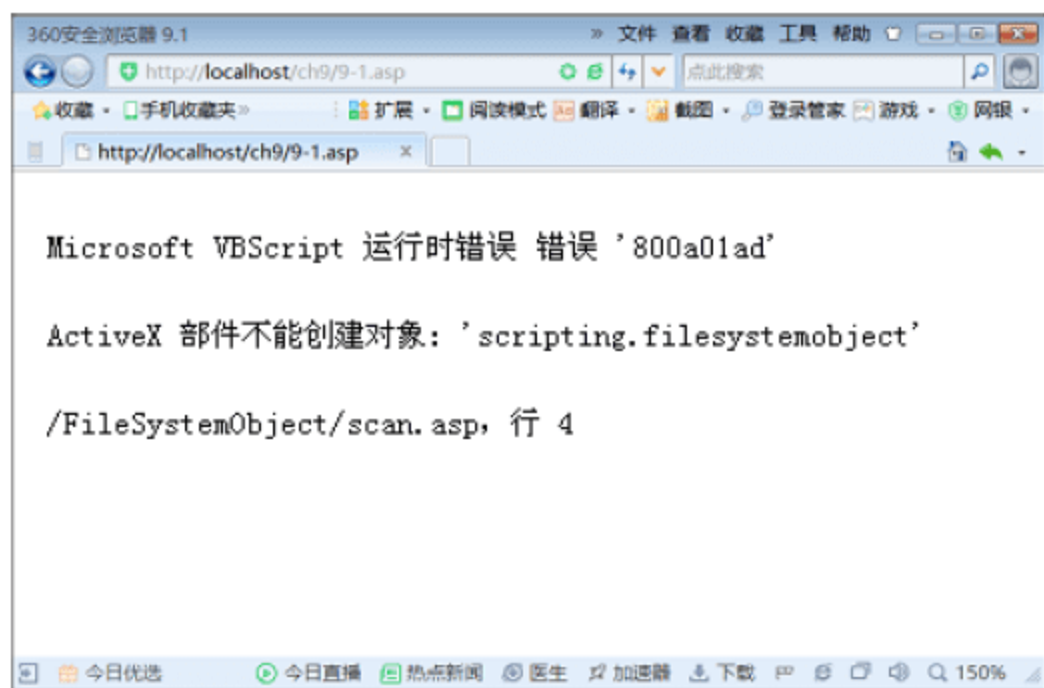 360安全浏览器 9.1
» 文件 查看 收藏 工具 帮助
http://localhost/ch9/9-1.asp 点此搜索
收藏 手机收藏夹» 扩展 阅读模式 翻译 截图 登录管家 游戏 网银
http://localhost/ch9/9-1.asp ×
Microsoft VBScript 运行时错误 错误 '800a01ad'
ActiveX 部件不能创建对象: 'scripting.filesystemobject'
/FileSystemObject/scan.asp，行 4
今日优选 今日直播 热点新闻 医生 加速器 下载 150%